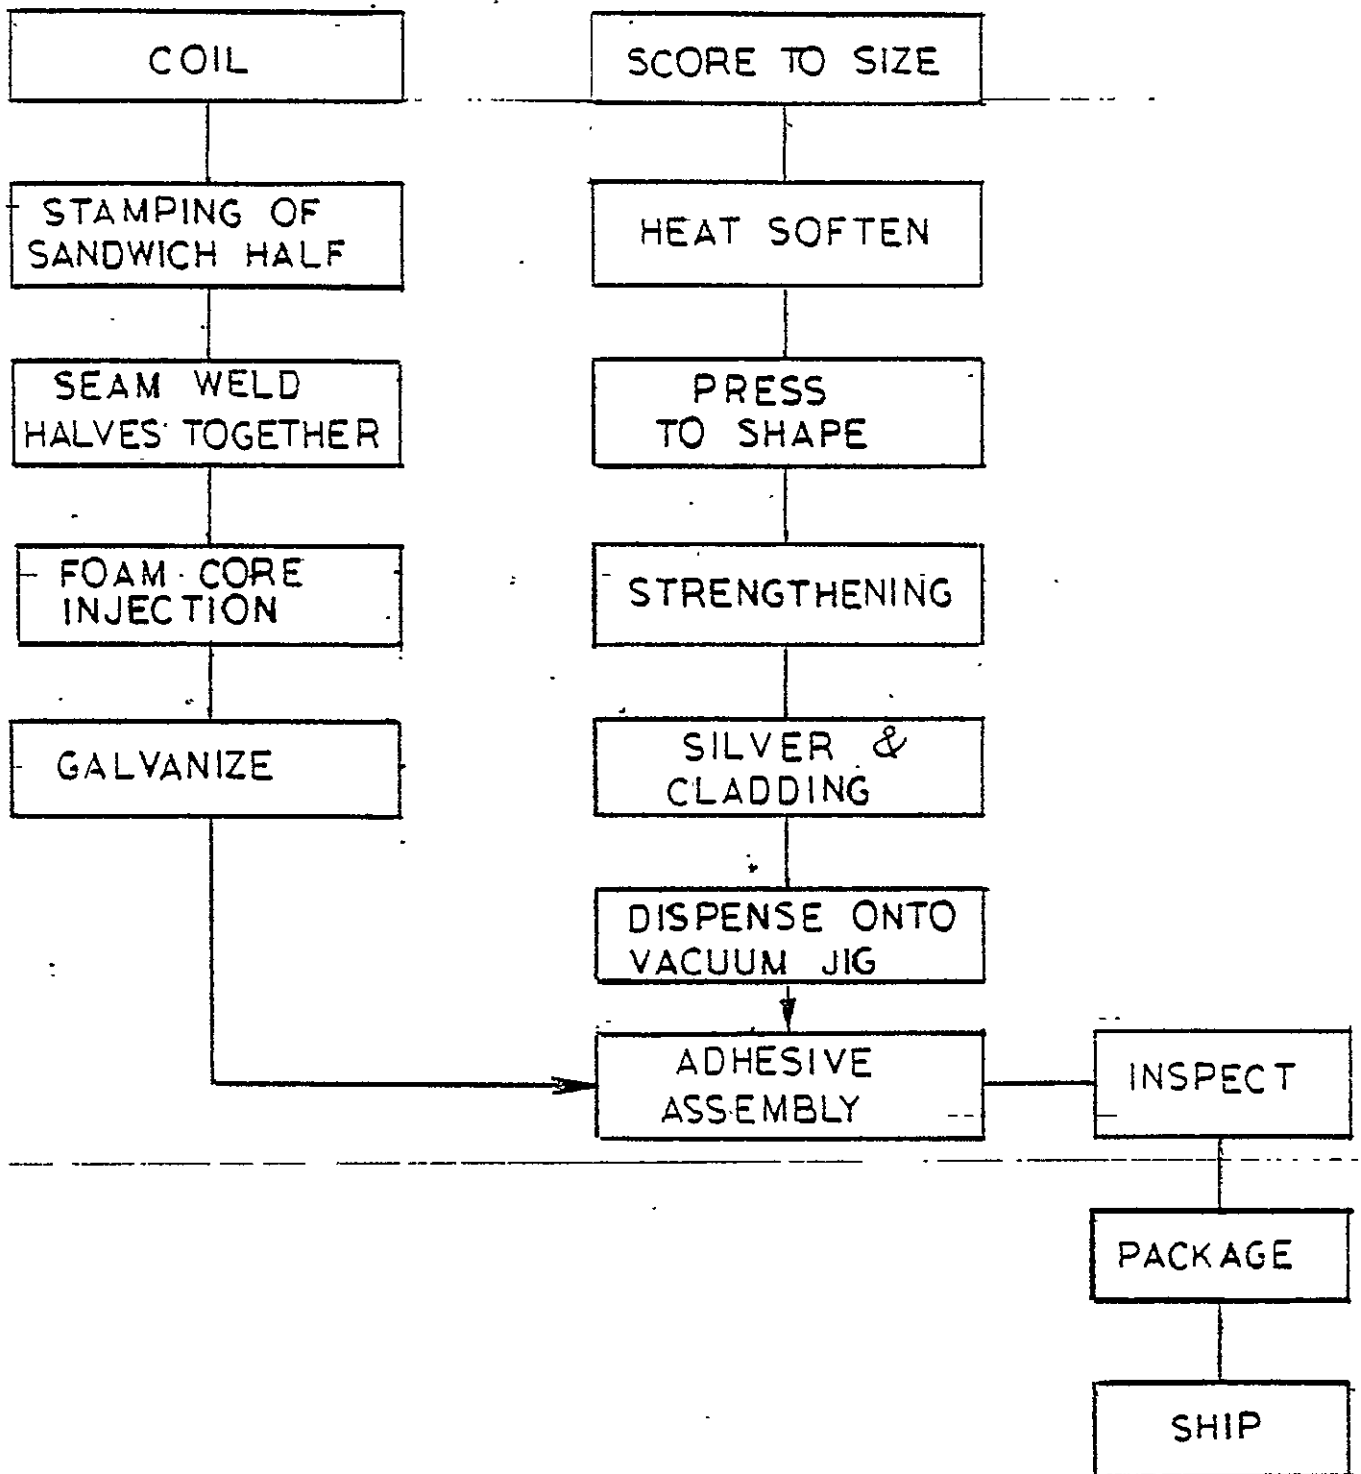 COIL
STAMPING OF
SANDWICH HALF
SEAM WELD
HALVES TOGETHER
FOAM CORE
INJECTION
GALVANIZE
SCORE TO SIZE
HEAT SOFTEN
PRESS
TO SHAPE
STRENGTHENING
SILVER &
CLADDING
DISPENSE ONTO
VACUUM JIG
ADHESIVE
ASSEMBLY
INSPECT
PACKAGE
SHIP